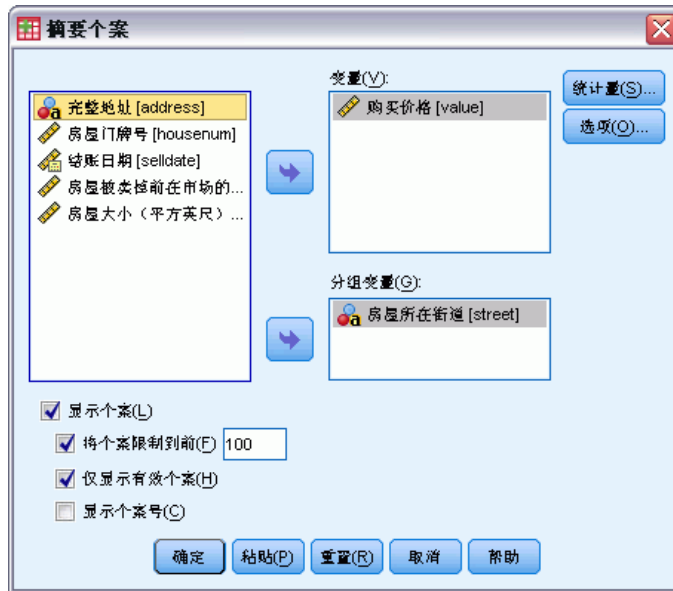 摘要个案
完整地址 [address]
房屋门牌号 [housenum]
结账日期 [selldate]
房屋被卖掉前在市场的...
房屋大小（平方英尺）...
变量(V):
购买价格 [value]
统计量(S)...
选项(O)...
分组变量(G):
房屋所在街道 [street]
显示个案(L)
将个案限制到前(F) 100
仅显示有效个案(H)
显示个案号(C)
确定 粘贴(P) 重置(R) 取消 帮助